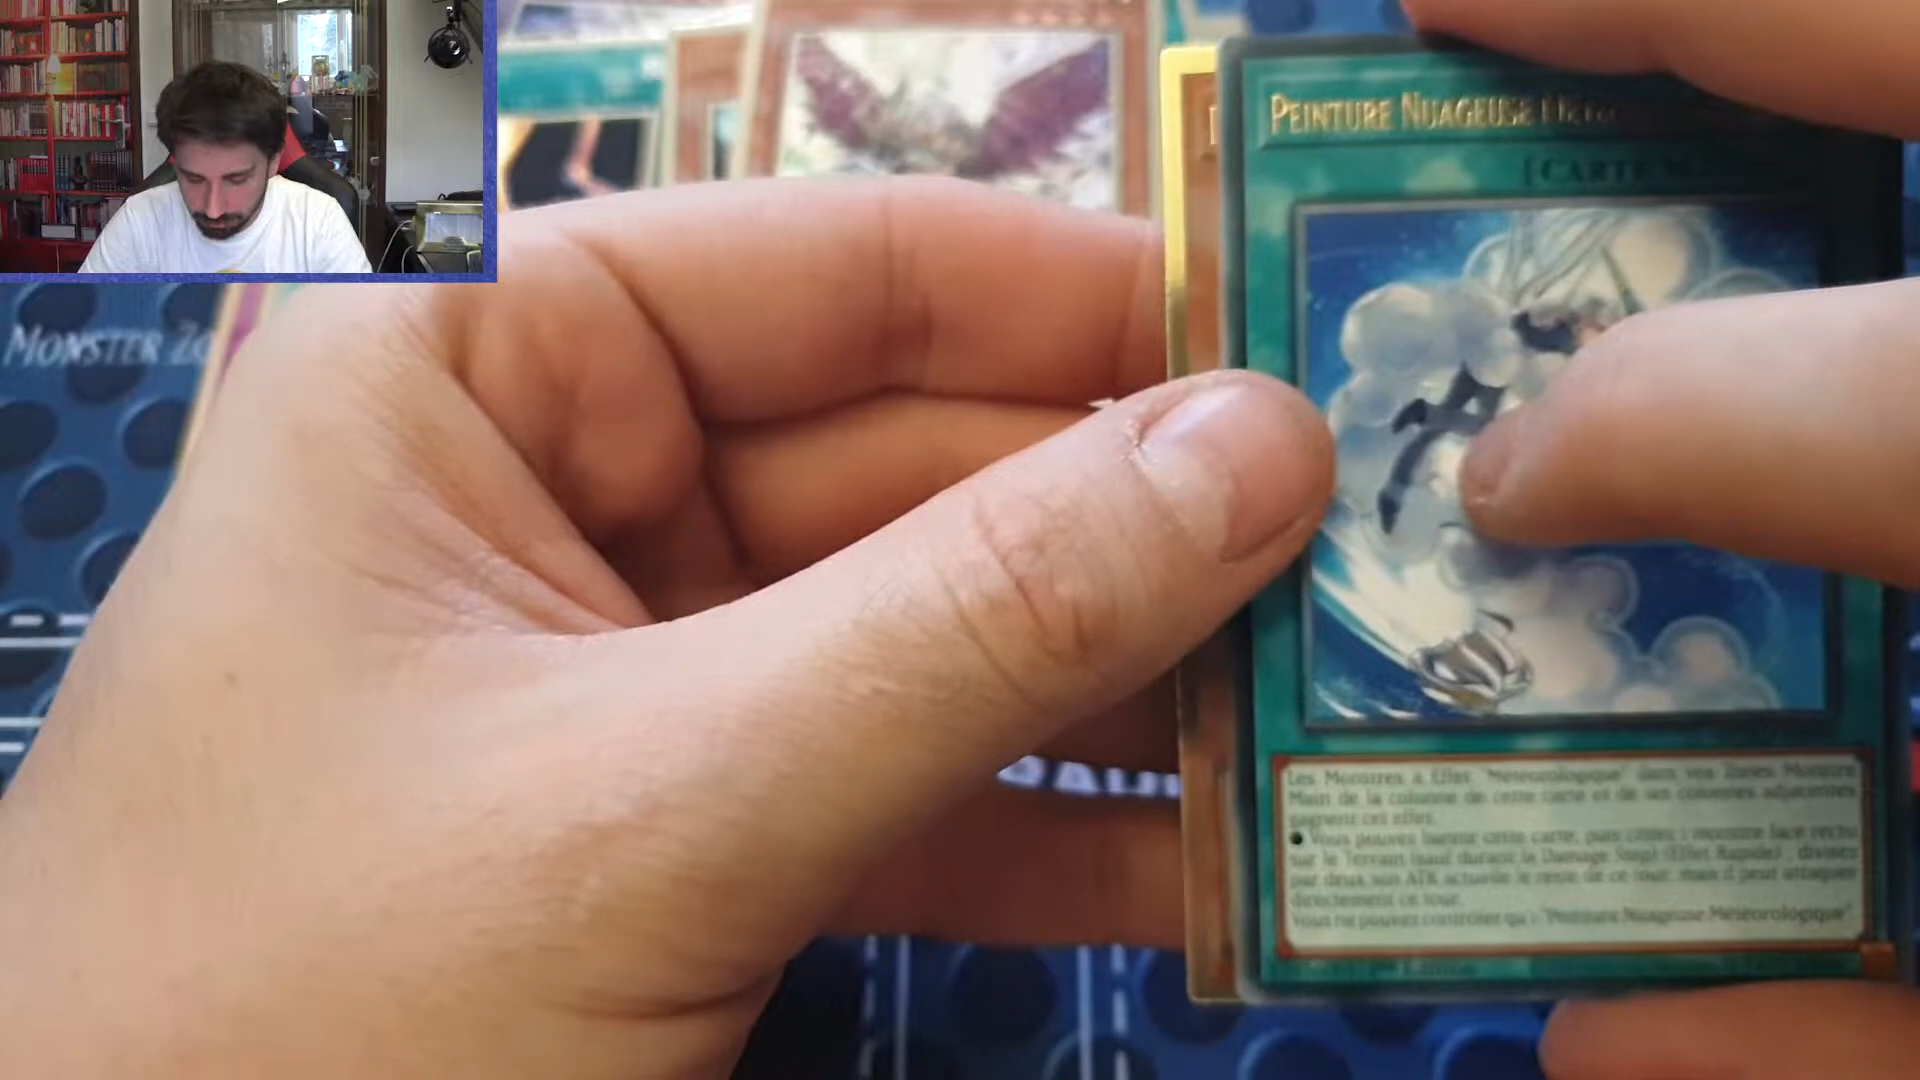 MONSTER
PEINTURE NUAGEUSE
[CARTE
Les Monstres à Effet "Météorologique" dans vos Zones Monstre
Main de la colonne de cette carte et de ses colonnes adjacentes
gagnent cet effet.
● Vous pouvez bannir cette carte, puis ciblez 1 monstre face recto
sur le Terrain (sauf durant la Damage Step) (Effet Rapide) ; divisez
par deux son ATK actuelle le reste de ce tour, mais il peut attaquer
directement ce tour.
Vous ne pouvez contrôler qu'1 "Peinture Nuageuse Météorologique".